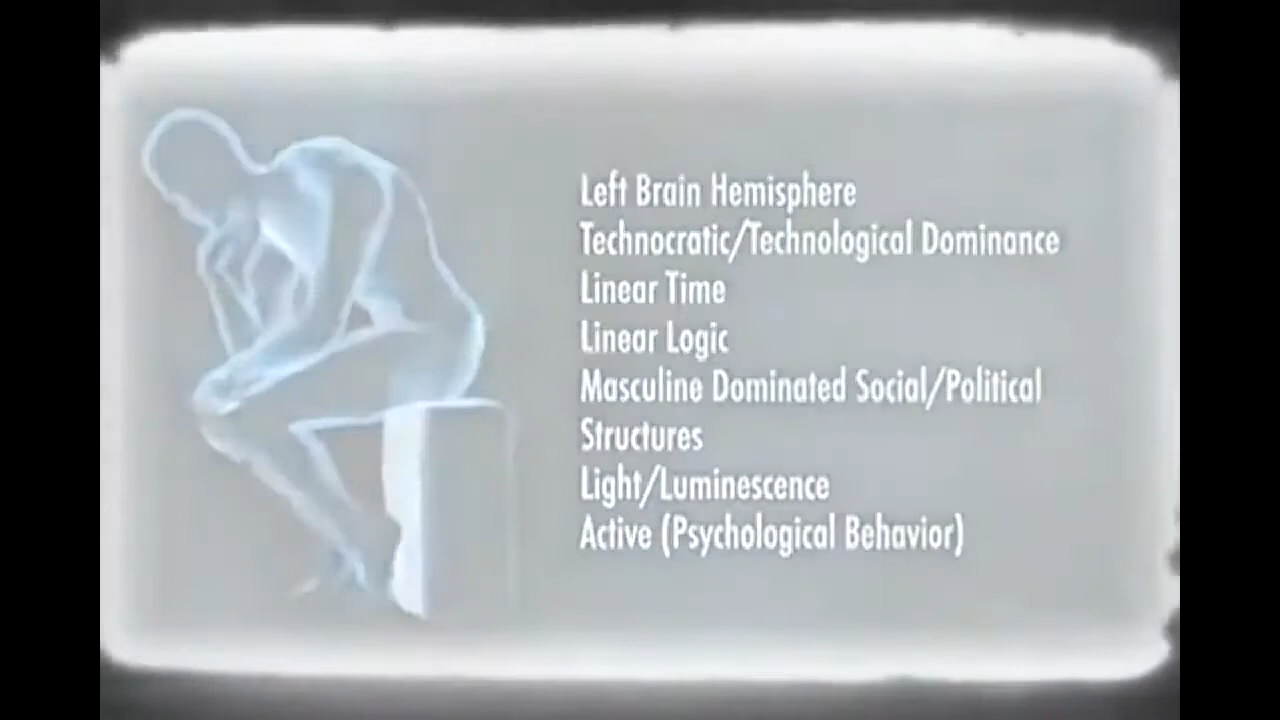 Left Brain Hemisphere
Technocratic/Technological Dominance
Linear Time
Linear Logic
Masculine Dominated Social/Political
Structures
Light/Luminescence
Active (Psychological Behavior)